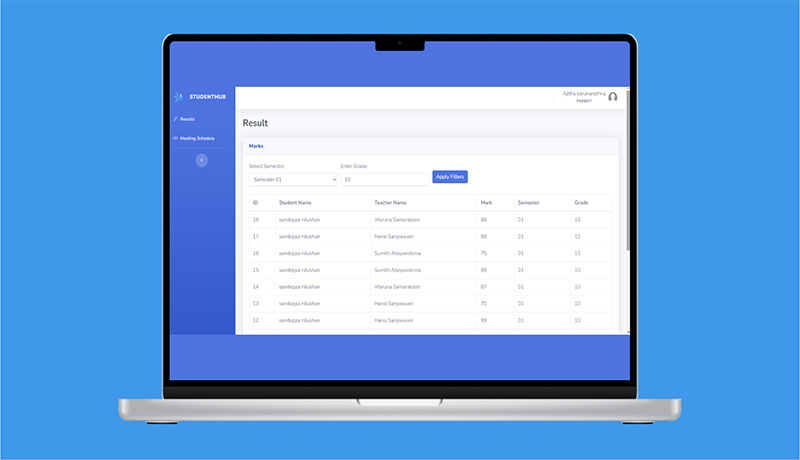 STUDENTHUB
Ajitha karunarathna
PARENT
Results
Meeting Schedule
Result
Marks
Select Semester: Enter Grade:
Semester 01 10 Apply Filters
ID Student Name Teacher Name Mark Semester Grade
18 sandeppa nilushan Waruna Samarakoon 88 01 10
17 sandeppa nilushan Hansi Sanjeewani 89 01 10
16 sandeppa nilushan Sumith Abeywickrma 75 01 10
15 sandeppa nilushan Sumith Abeywickrma 89 01 10
14 sandeppa nilushan Waruna Samarakoon 87 01 10
13 sandeppa nilushan Hansi Sanjeewani 70 01 10
12 sandeppa nilushan Hansi Sanjeewani 99 01 10